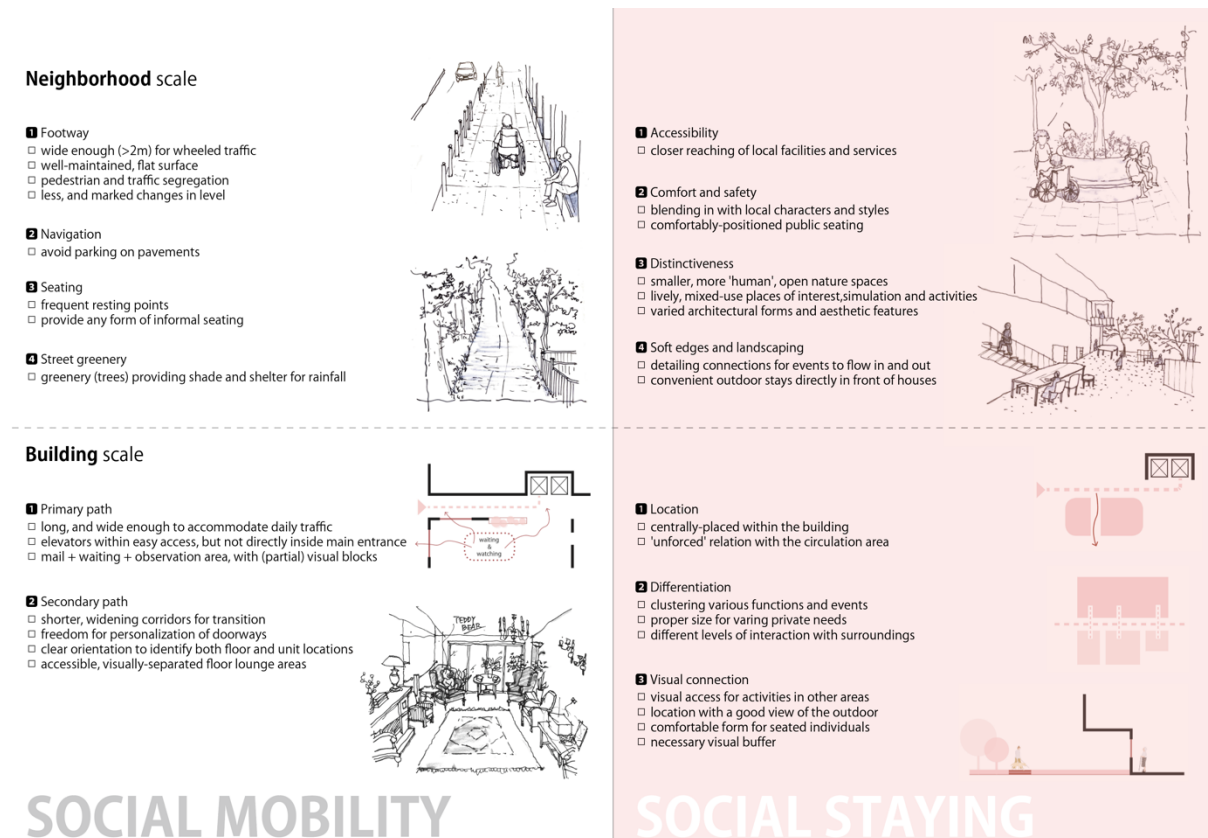 Neighborhood scale
1 Footway
wide enough (>2m) for wheeled traffic
well-maintained, flat surface
pedestrian and traffic segregation
less, and marked changes in level
2 Navigation
avoid parking on pavements
3 Seating
frequent resting points
provide any form of informal seating
4 Street greenery
greenery (trees) providing shade and shelter for rainfall
1 Accessibility
closer reaching of local facilities and services
2 Comfort and safety
blending in with local characters and styles
comfortably-positioned public seating
3 Distinctiveness
smaller, more 'human', open nature spaces
lively, mixed-use places of interest,simulation and activities
varied architectural forms and aesthetic features
4 Soft edges and landscaping
detailing connections for events to flow in and out
convenient outdoor stays directly in front of houses
Building scale
1 Primary path
long, and wide enough to accommodate daily traffic
elevators within easy access, but not directly inside main entrance
mail + waiting + observation area, with (partial) visual blocks
waiting
&
watching
2 Secondary path
shorter, widening corridors for transition
freedom for personalization of doorways
clear orientation to identify both floor and unit locations
accessible, visually-separated floor lounge areas
TEDDY
BEAR
SOCIAL MOBILITY
1 Location
centrally-placed within the building
'unforced' relation with the circulation area
2 Differentiation
clustering various functions and events
proper size for varing private needs
different levels of interaction with surroundings
3 Visual connection
visual access for activities in other areas
location with a good view of the outdoor
comfortable form for seated individuals
necessary visual buffer
SOCIAL STAYING